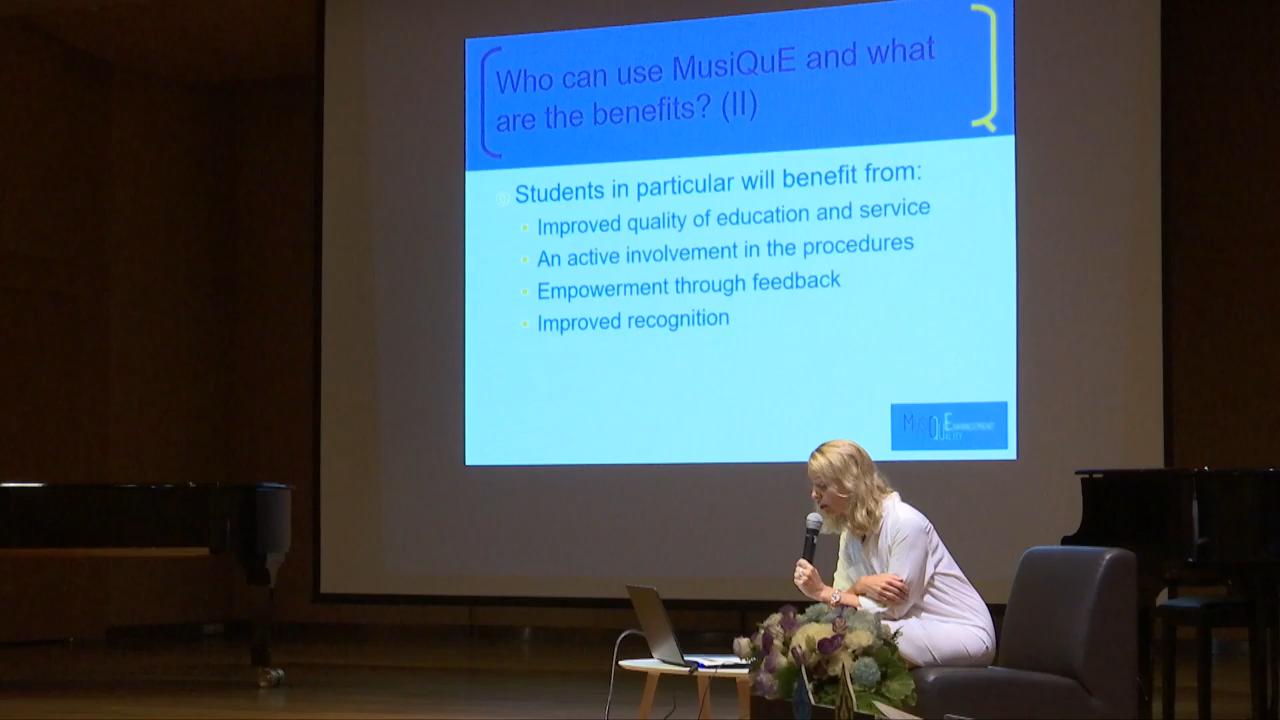 Who can use MusiQuE and what
are the benefits? (II)
Students in particular will benefit from:
Improved quality of education and service
An active involvement in the procedures
Empowerment through feedback
Improved recognition
MusiQuE